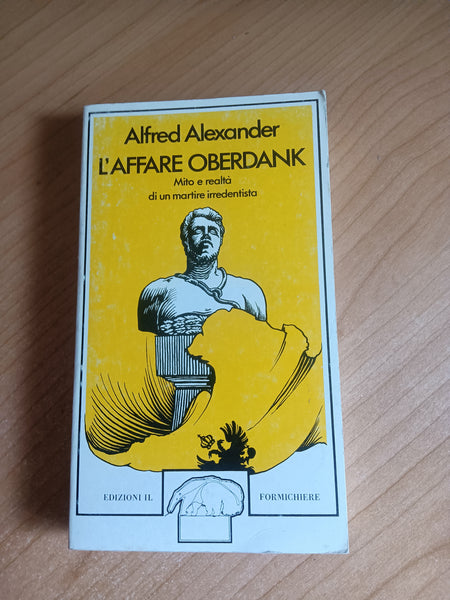 Alfred Alexander
L'AFFARE OBERDANK
Mito e realtà
di un martire irredentista
EDIZIONI IL FORMICHIERE